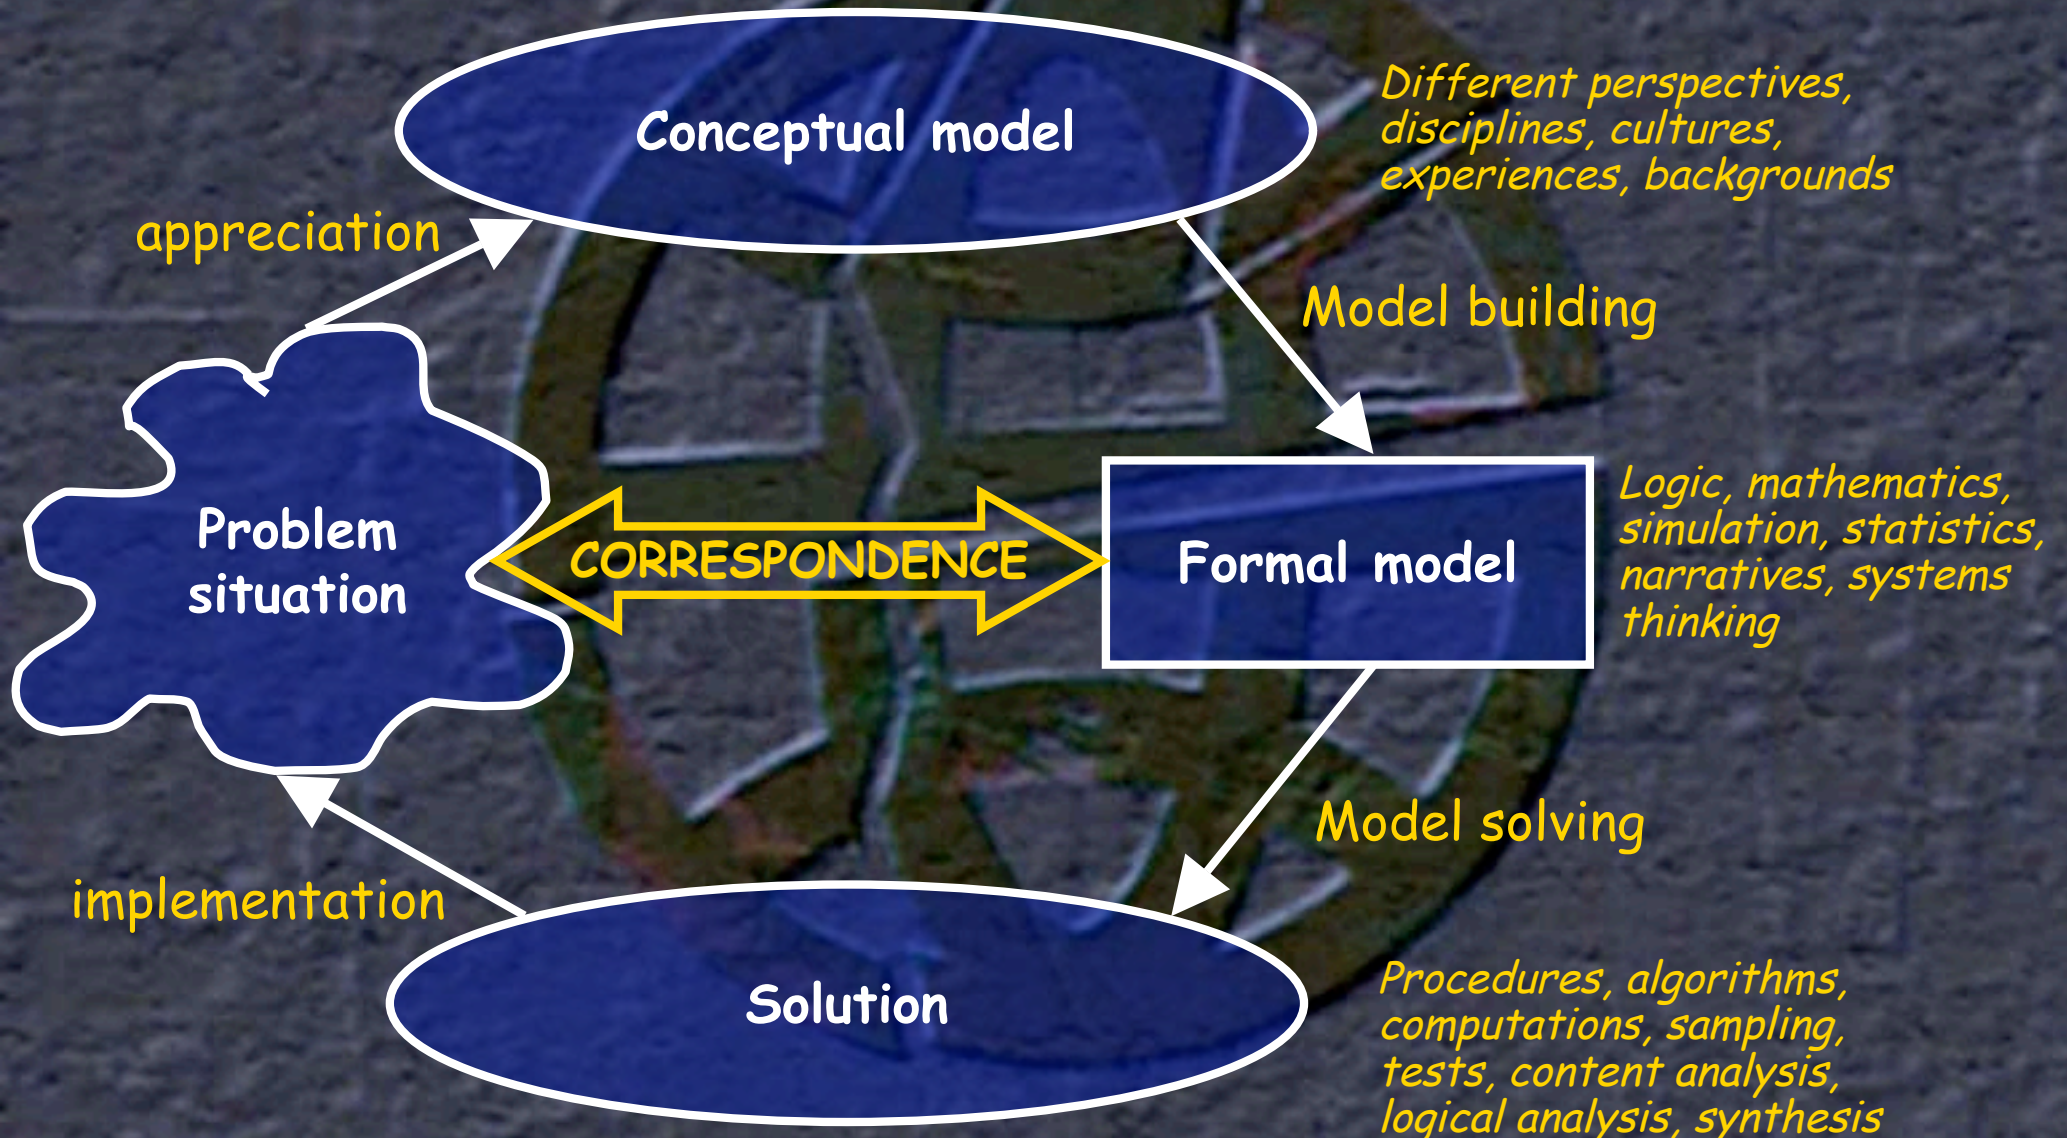 Conceptual model
Different perspectives,
disciplines, cultures,
experiences, backgrounds
appreciation
Model building
Problem
situation
CORRESPONDENCE
Formal model
Logic, mathematics,
simulation, statistics,
narratives, systems
thinking
Model solving
implementation
Solution
Procedures, algorithms,
computations, sampling,
tests, content analysis,
logical analysis, synthesis